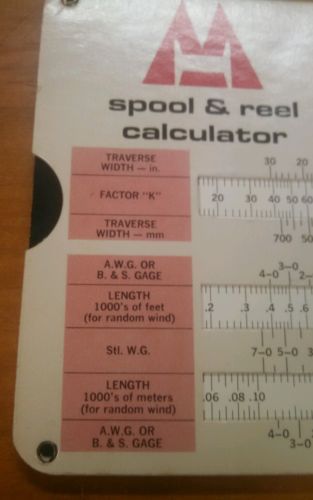 spool & reel
calculator
TRAVERSE
WIDTH — in.
30 20
FACTOR "K"
20 30 40 50 60
TRAVERSE
WIDTH — mm
700 50
A.W.G. OR
B. & S. GAGE
4-0 3-0 2-
LENGTH
1000's of feet
(for random wind)
.2 .3 .4 .5 .6
Stl. W.G.
7-0 5-0 3
LENGTH
1000's of meters
(for random wind)
.06 .08 .10
A.W.G. OR
B. & S. GAGE
4-0 3-0